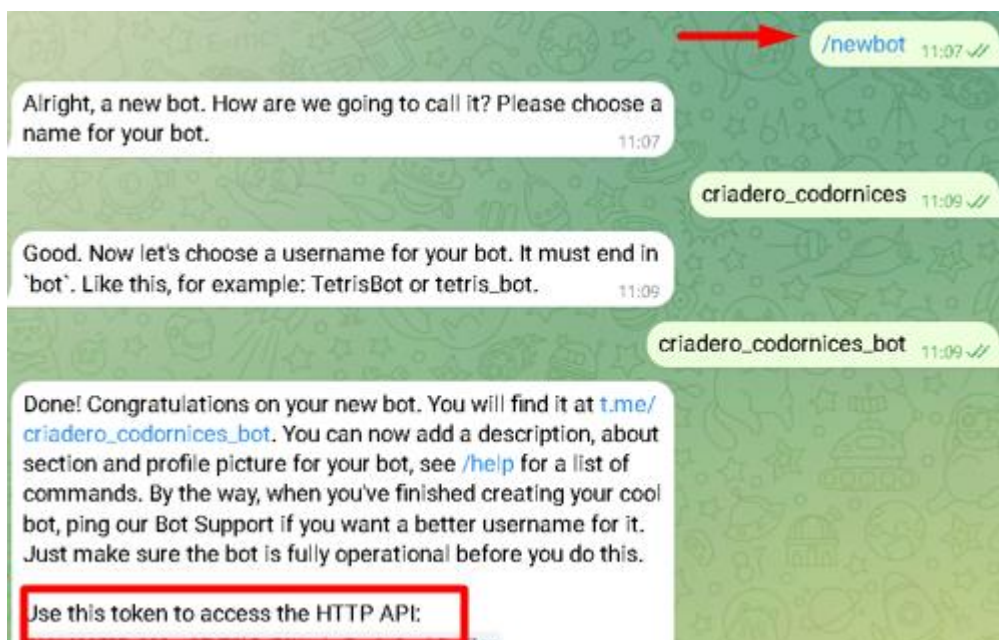 /newbot 11:07
Alright, a new bot. How are we going to call it? Please choose a
name for your bot.
11:07
criadero_codornices 11:09
Good. Now let's choose a username for your bot. It must end in
`bot`. Like this, for example: TetrisBot or tetris_bot.
11:09
criadero_codornices_bot 11:09
Done! Congratulations on your new bot. You will find it at t.me/
criadero_codornices_bot. You can now add a description, about
section and profile picture for your bot, see /help for a list of
commands. By the way, when you've finished creating your cool
bot, ping our Bot Support if you want a better username for it.
Just make sure the bot is fully operational before you do this.
Use this token to access the HTTP API: